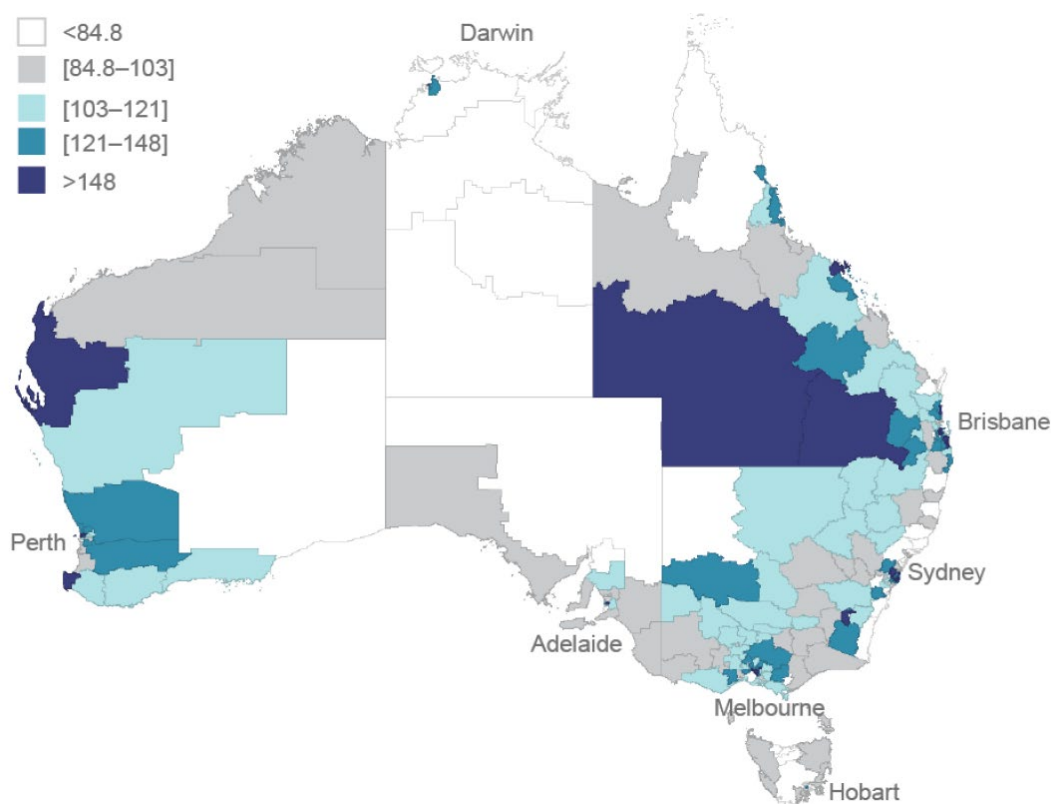 <84.8
[84.8–103]
[103–121]
[121–148]
>148
Darwin
Brisbane
Perth
Sydney
Adelaide
Melbourne
Hobart